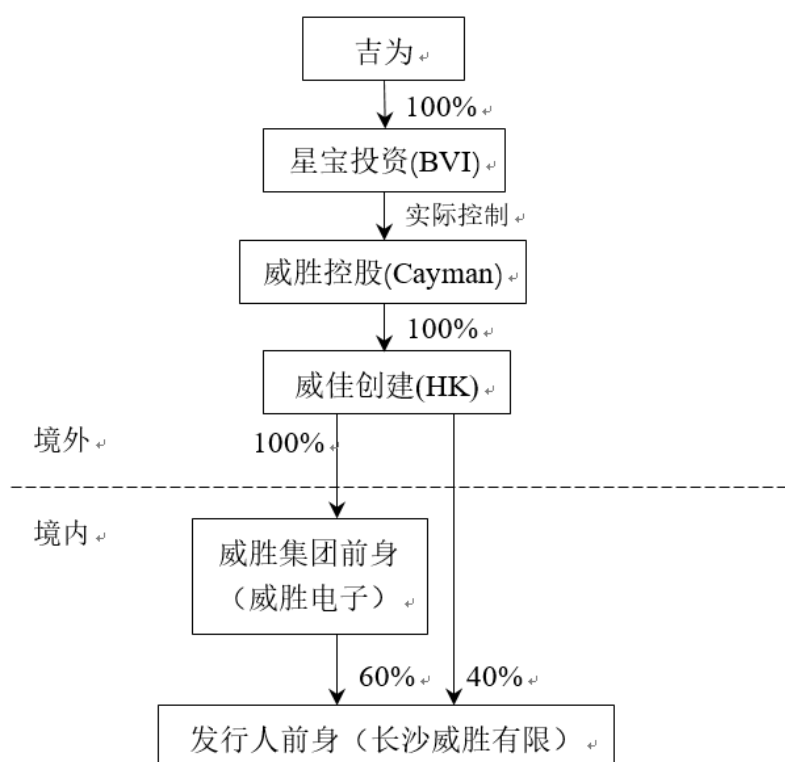 吉为
100%
星宝投资(BVI)
实际控制
威胜控股(Cayman)
100%
威佳创建(HK)
境外
100%
境内
威胜集团前身
（威胜电子）
60%
40%
发行人前身（长沙威胜有限）